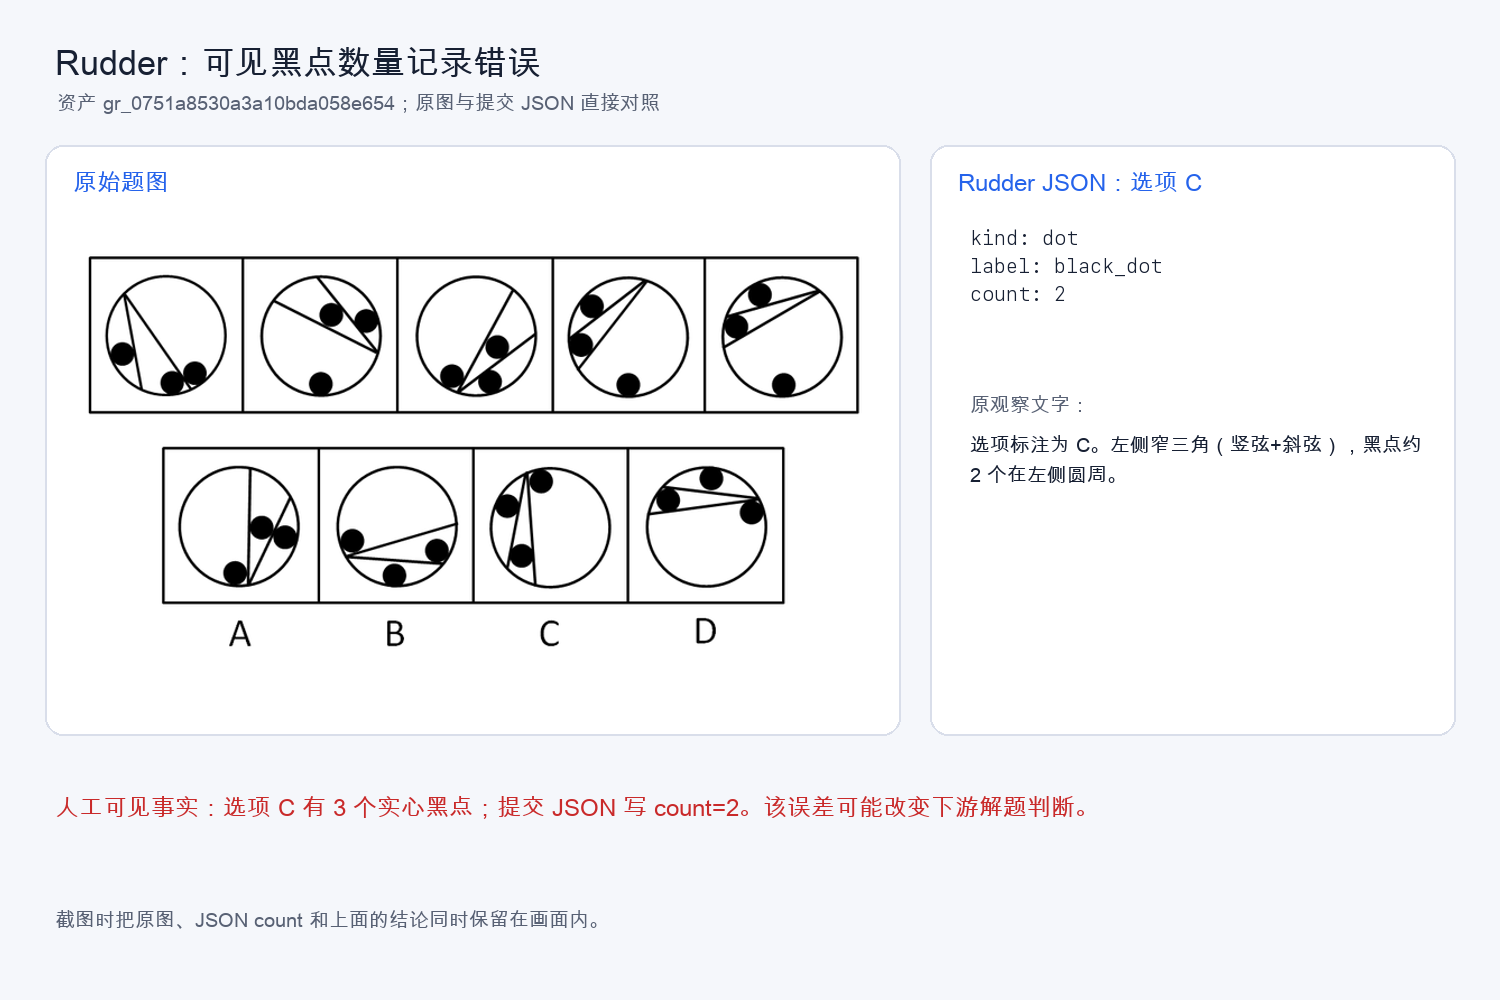 Rudder：可见黑点数量记录错误
资产 gr_0751a8530a3a10bda058e654；原图与提交 JSON 直接对照
原始题图
A
B
C
D
Rudder JSON：选项 C
kind: dot
label: black_dot
count: 2
原观察文字：
选项标注为 C。左侧窄三角（竖弦+斜弦），黑点约
2 个在左侧圆周。
人工可见事实：选项 C 有 3 个实心黑点；提交 JSON 写 count=2。该误差可能改变下游解题判断。
截图时把原图、JSON count 和上面的结论同时保留在画面内。